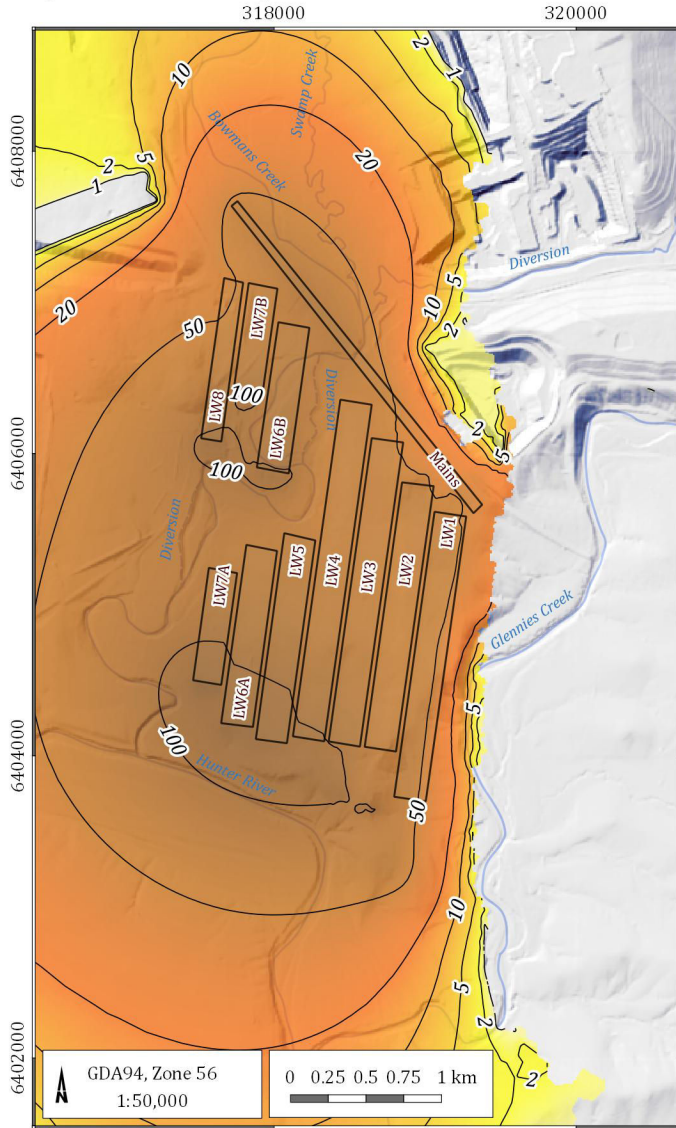 318000
320000
6408000
6406000
6404000
6402000
2
1
10
Swamp Creek
Bowmans Creek
20
5
2
1
Diversion
5
10
2
20
50
LW7B
100
LW8
LW6B
Diversion
100
2
5
Mains
Diversion
LW1
LW2
LW3
LW4
LW5
LW7A
LW6A
Glennies Creek
5
100
Hunter River
50
10
5
2
2
GDA94, Zone 56
1:50,000
0 0.25 0.5 0.75 1 km